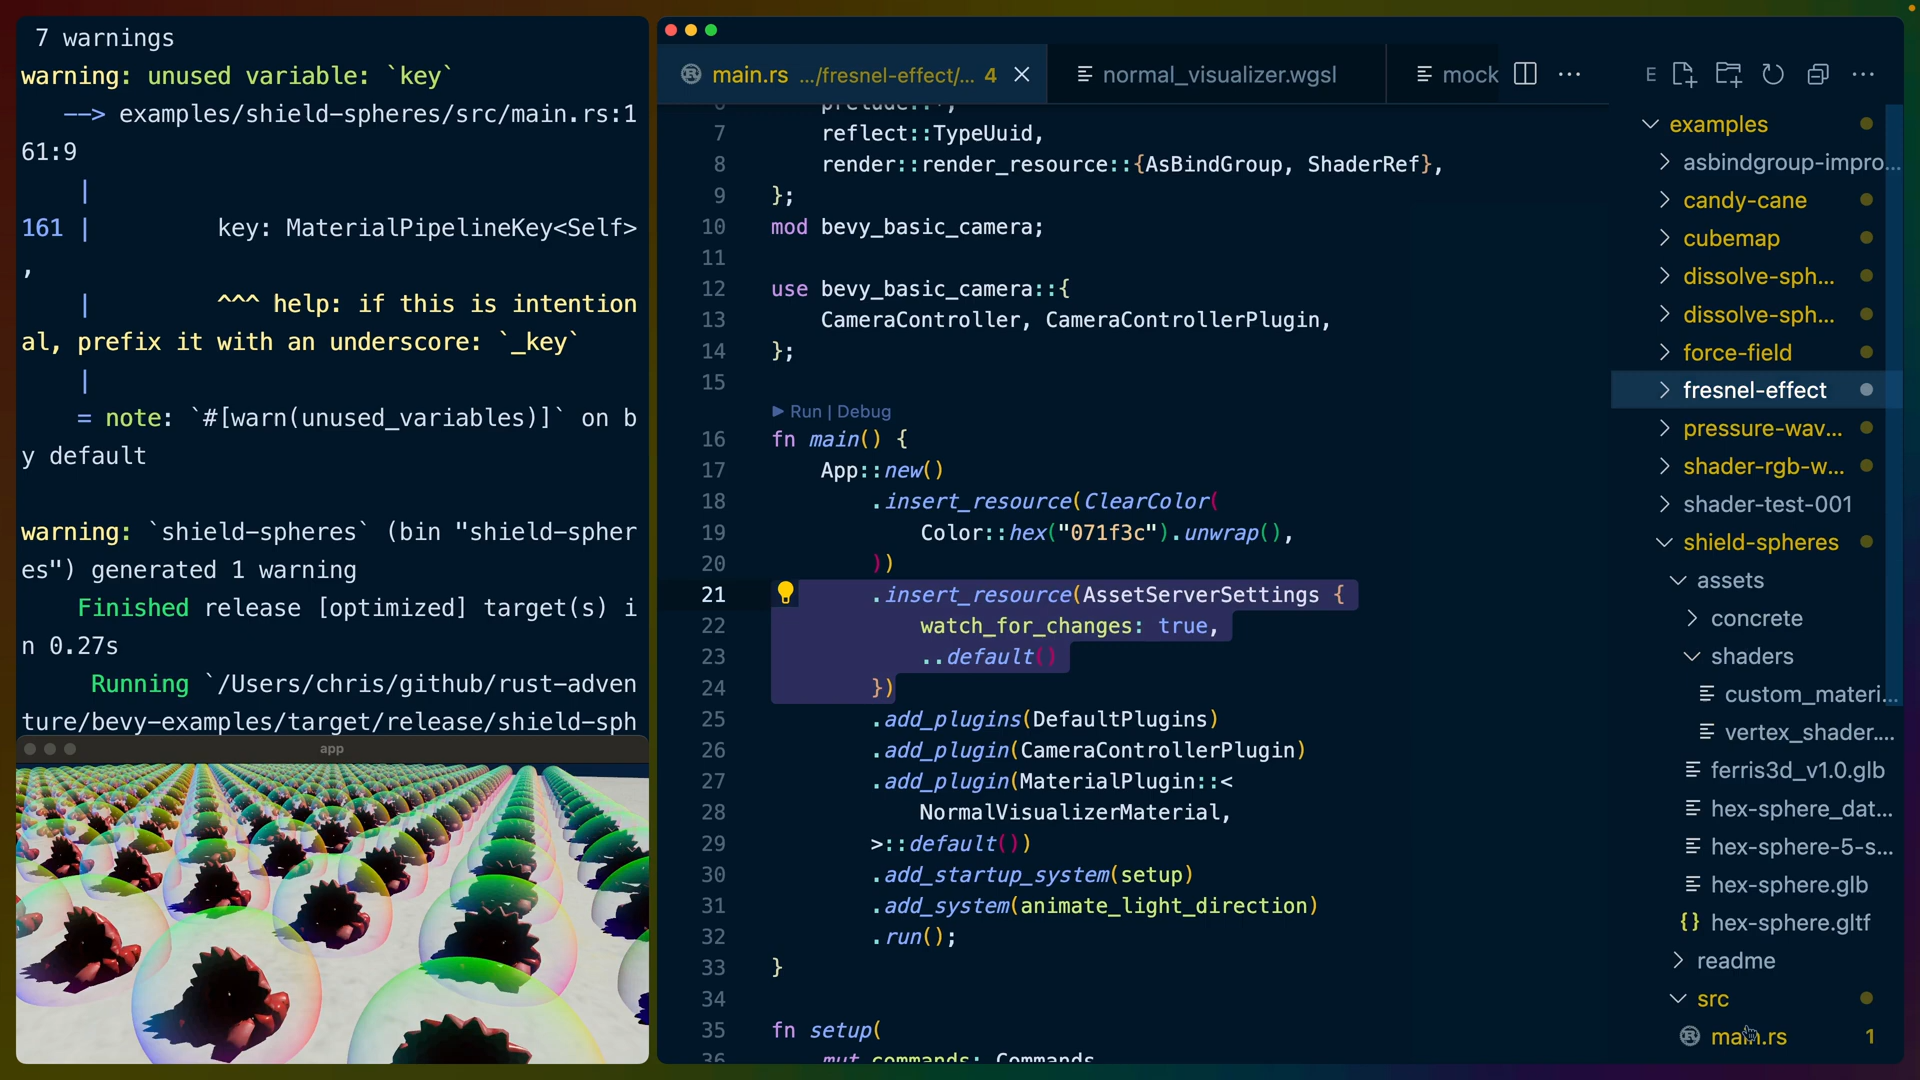 7 warnings
warning: unused variable: `key`
--> examples/shield-spheres/src/main.rs:1
61:9
|
161 | key: MaterialPipelineKey<Self>
,
| ^^^ help: if this is intention
al, prefix it with an underscore: `_key`
|
= note: `#[warn(unused_variables)]` on b
y default
warning: `shield-spheres` (bin "shield-spher
es") generated 1 warning
Finished release [optimized] target(s) i
n 0.27s
Running `/Users/chris/github/rust-adven
ture/bevy-examples/target/release/shield-sph
app
main.rs .../fresnel-effect/... 4
normal_visualizer.wgsl
mock
6 prelude::*,
7 reflect::TypeUuid,
8 render::render_resource::{AsBindGroup, ShaderRef},
9 };
10 mod bevy_basic_camera;
11
12 use bevy_basic_camera::{
13 CameraController, CameraControllerPlugin,
14 };
15
Run | Debug
16 fn main() {
17 App::new()
18 .insert_resource(ClearColor(
19 Color::hex("071f3c").unwrap(),
20 ))
21 .insert_resource(AssetServerSettings {
22 watch_for_changes: true,
23 ..default()
24 })
25 .add_plugins(DefaultPlugins)
26 .add_plugin(CameraControllerPlugin)
27 .add_plugin(MaterialPlugin::<
28 NormalVisualizerMaterial,
29 >::default())
30 .add_startup_system(setup)
31 .add_system(animate_light_direction)
32 .run();
33 }
34
35 fn setup(
36 mut commands: Commands
E
examples
asbindgroup-impro...
candy-cane
cubemap
dissolve-sph...
dissolve-sph...
force-field
fresnel-effect
pressure-wav...
shader-rgb-w...
shader-test-001
shield-spheres
assets
concrete
shaders
custom_materi...
vertex_shader....
ferris3d_v1.0.glb
hex-sphere_dat...
hex-sphere-5-s...
hex-sphere.glb
hex-sphere.gltf
readme
src
main.rs 1